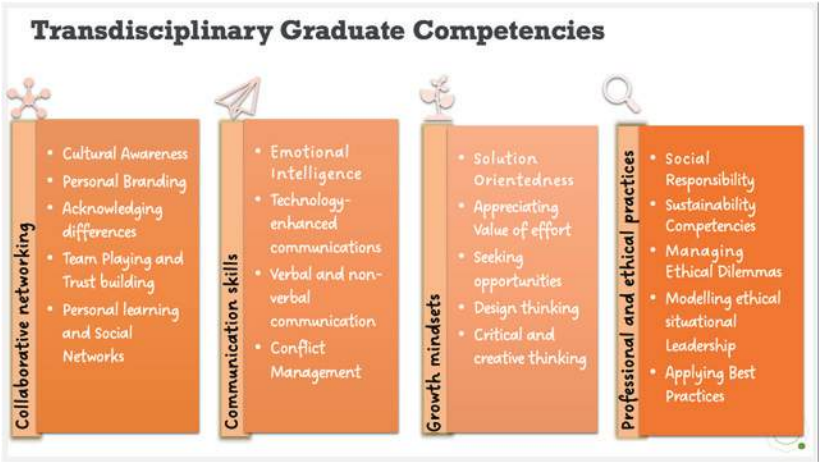 Transdisciplinary Graduate Competencies
Collaborative networking
• Cultural Awareness
• Personal Branding
• Acknowledging
differences
• Team Playing and
Trust building
• Personal learning
and Social
Networks
Communication skills
• Emotional
Intelligence
• Technology-
enhanced
communications
• Verbal and non-
verbal
communication
• Conflict
Management
Growth mindsets
• Solution
Orientedness
• Appreciating
Value of effort
• Seeking
opportunities
• Design thinking
• Critical and
creative thinking
Professional and ethical practices
• Social
Responsibility
• Sustainability
Competencies
• Managing
Ethical Dilemmas
• Modelling ethical
situational
Leadership
• Applying Best
Practices